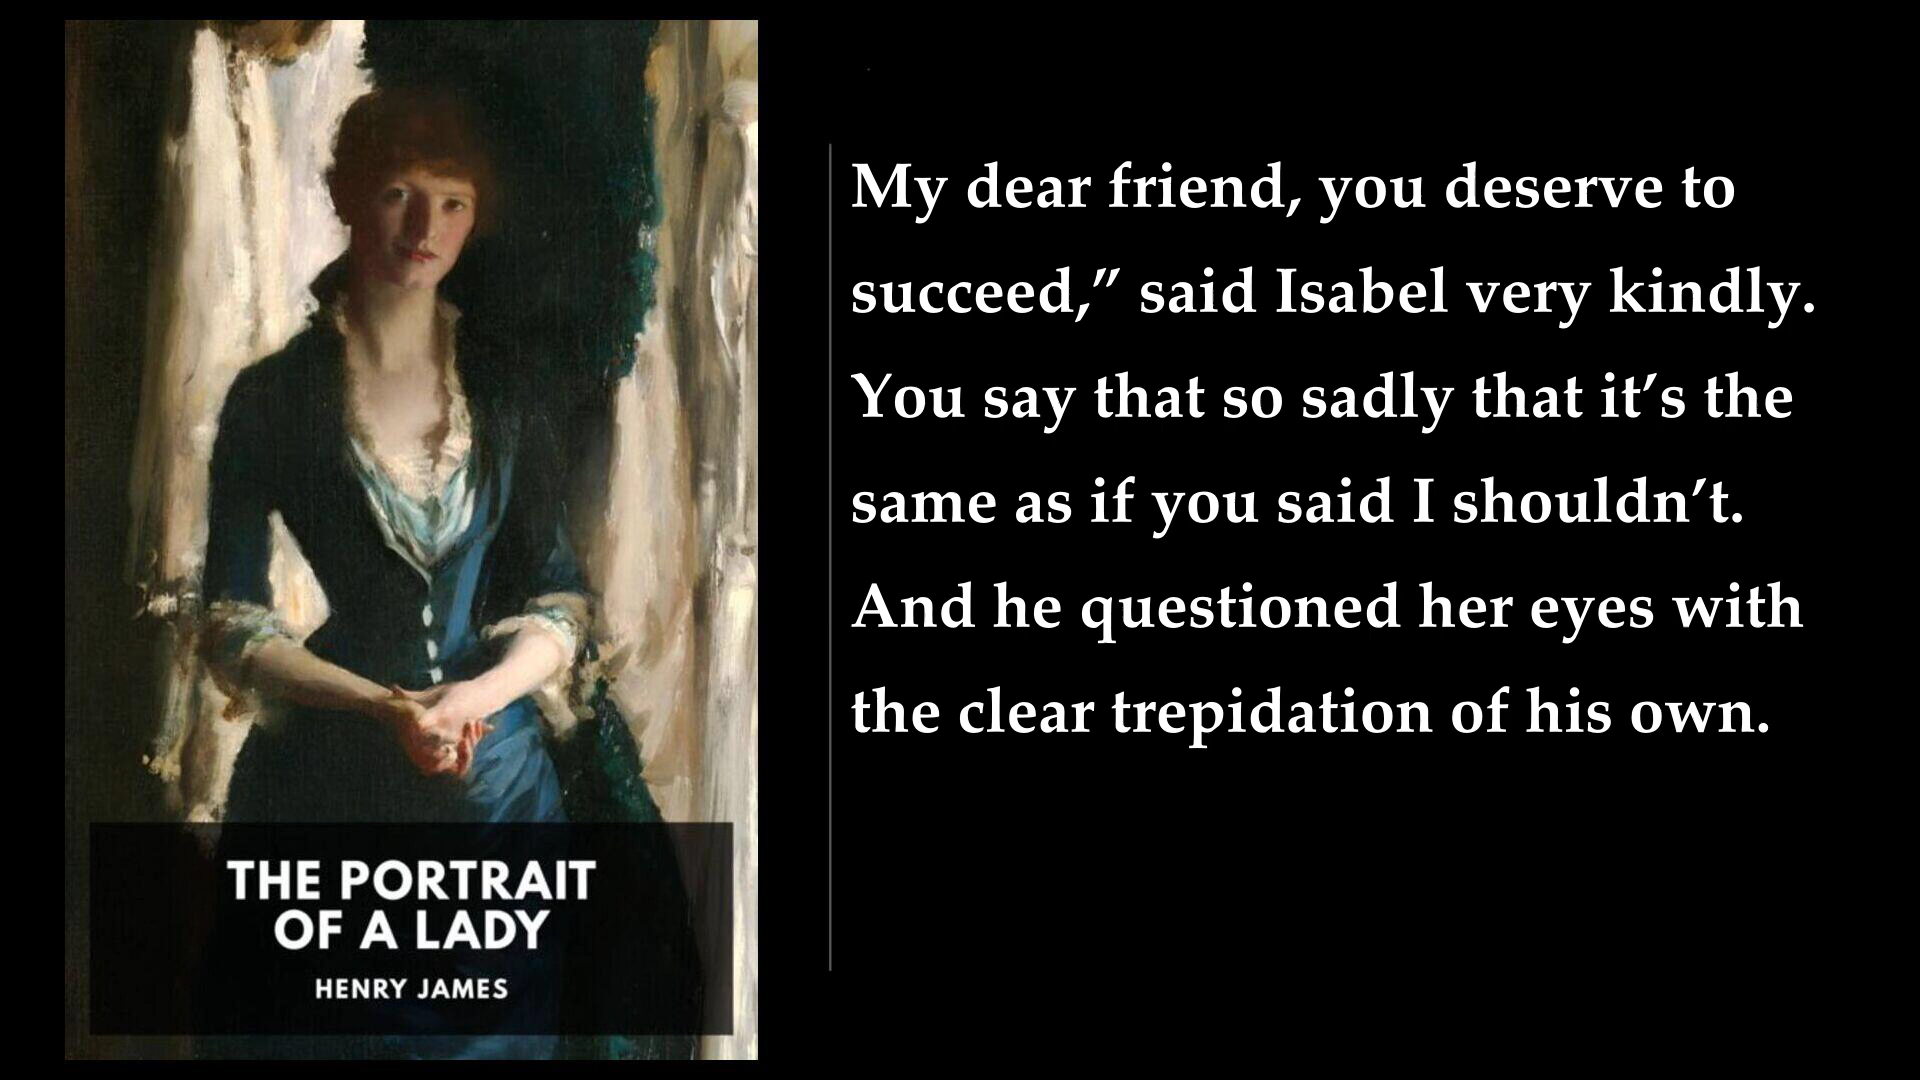 My dear friend, you deserve to
succeed,” said Isabel very kindly.
You say that so sadly that it’s the
same as if you said I shouldn’t.
And he questioned her eyes with
the clear trepidation of his own.
THE PORTRAIT
OF A LADY
HENRY JAMES